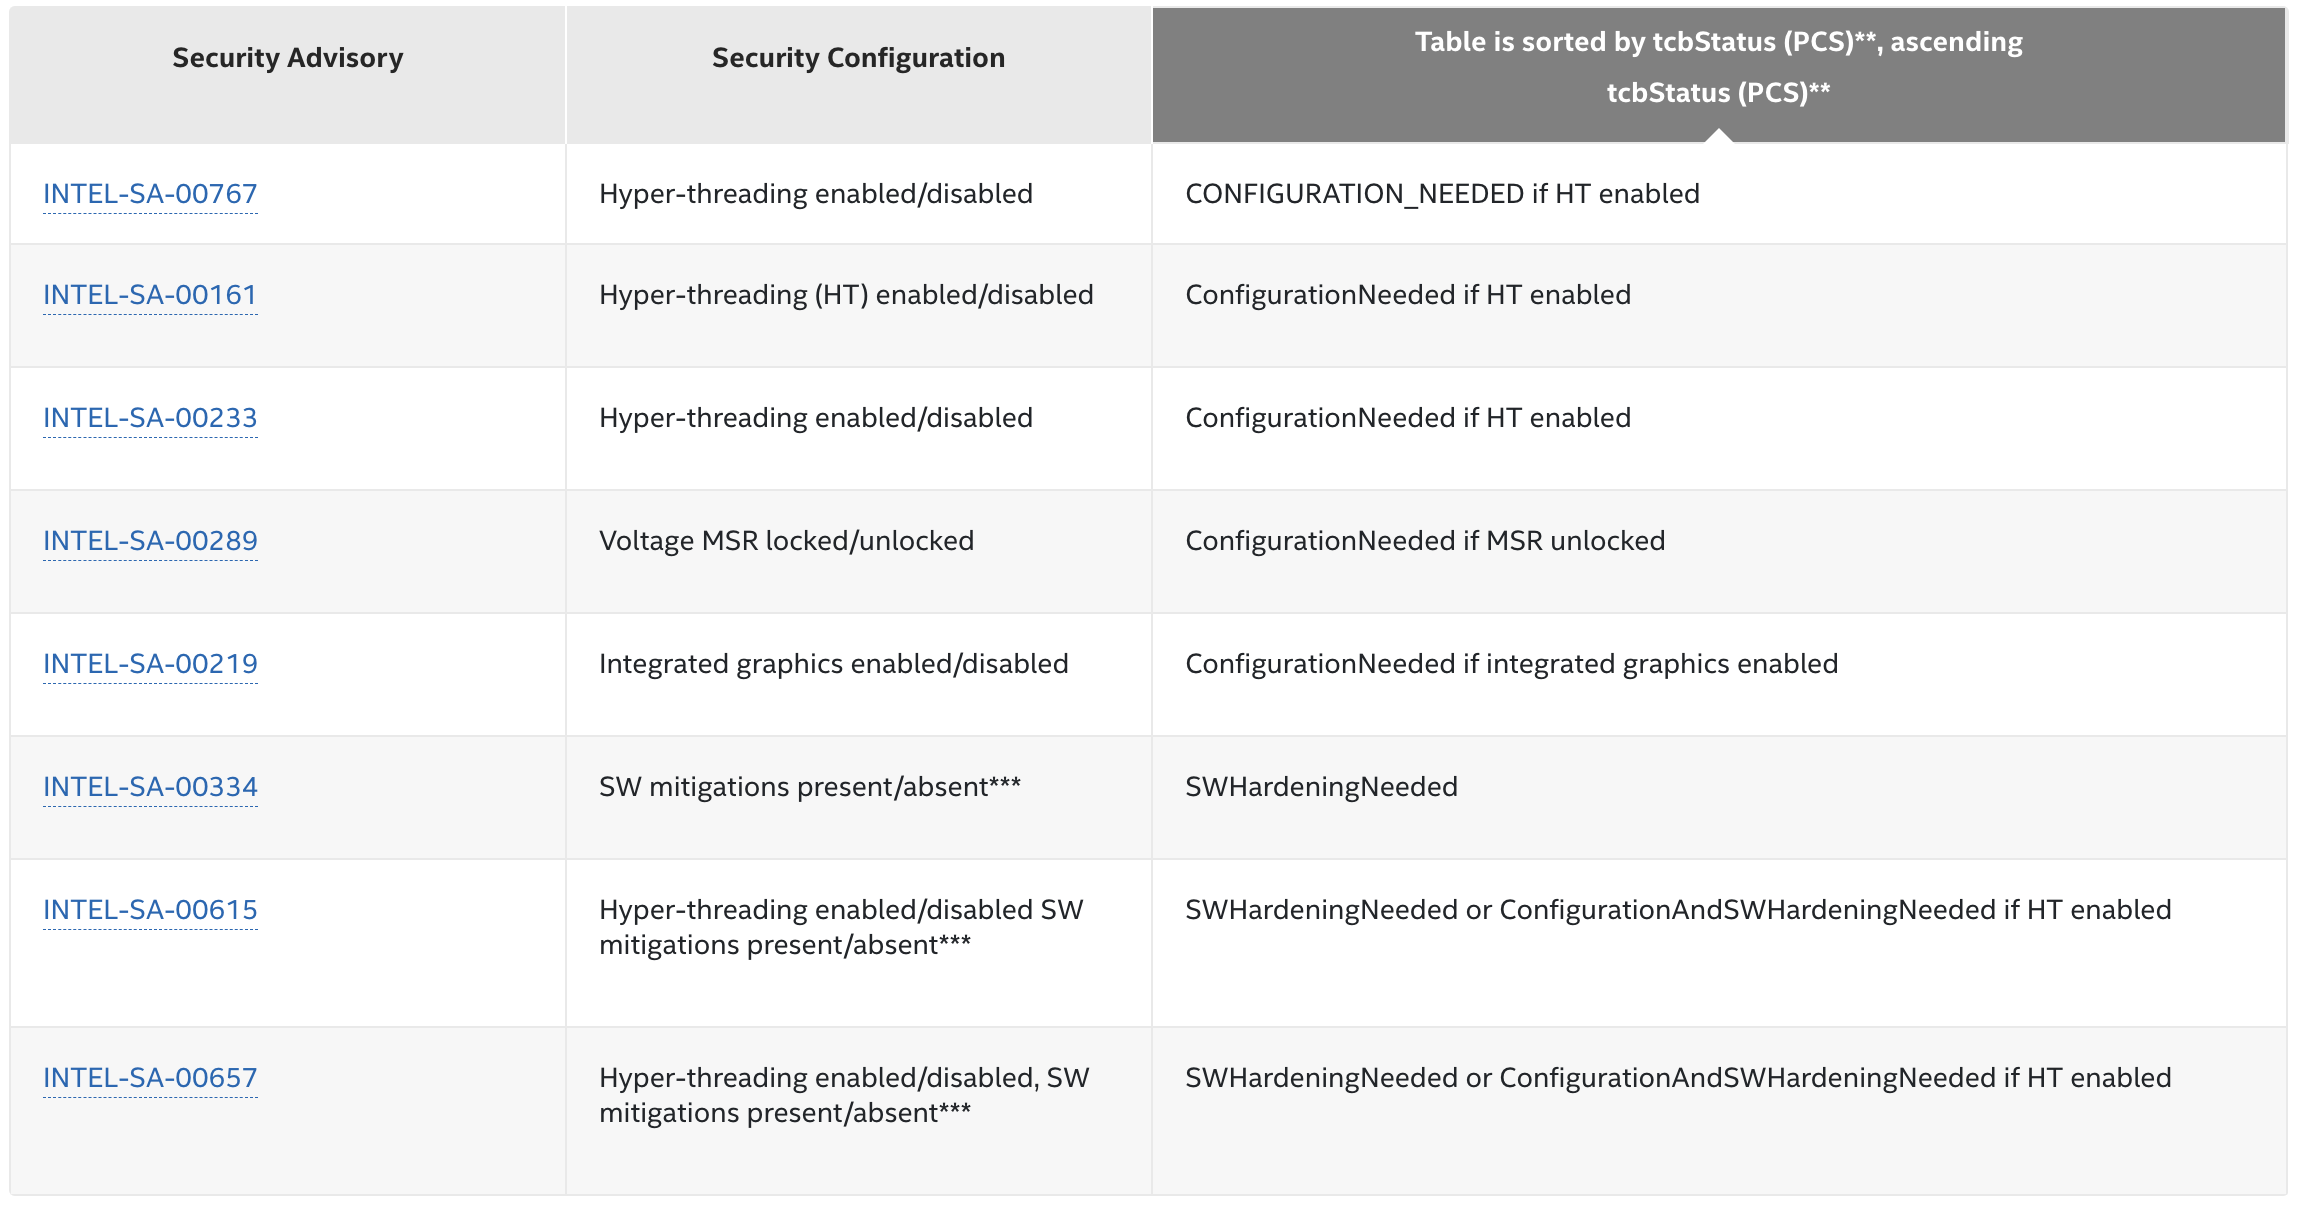 Security Advisory
Security Configuration
Table is sorted by tcbStatus (PCS)**, ascending
tcbStatus (PCS)**
INTEL-SA-00767
Hyper-threading enabled/disabled
CONFIGURATION_NEEDED if HT enabled
INTEL-SA-00161
Hyper-threading (HT) enabled/disabled
ConfigurationNeeded if HT enabled
INTEL-SA-00233
Hyper-threading enabled/disabled
ConfigurationNeeded if HT enabled
INTEL-SA-00289
Voltage MSR locked/unlocked
ConfigurationNeeded if MSR unlocked
INTEL-SA-00219
Integrated graphics enabled/disabled
ConfigurationNeeded if integrated graphics enabled
INTEL-SA-00334
SW mitigations present/absent***
SWHardeningNeeded
INTEL-SA-00615
Hyper-threading enabled/disabled SW
mitigations present/absent***
SWHardeningNeeded or ConfigurationAndSWHardeningNeeded if HT enabled
INTEL-SA-00657
Hyper-threading enabled/disabled, SW
mitigations present/absent***
SWHardeningNeeded or ConfigurationAndSWHardeningNeeded if HT enabled